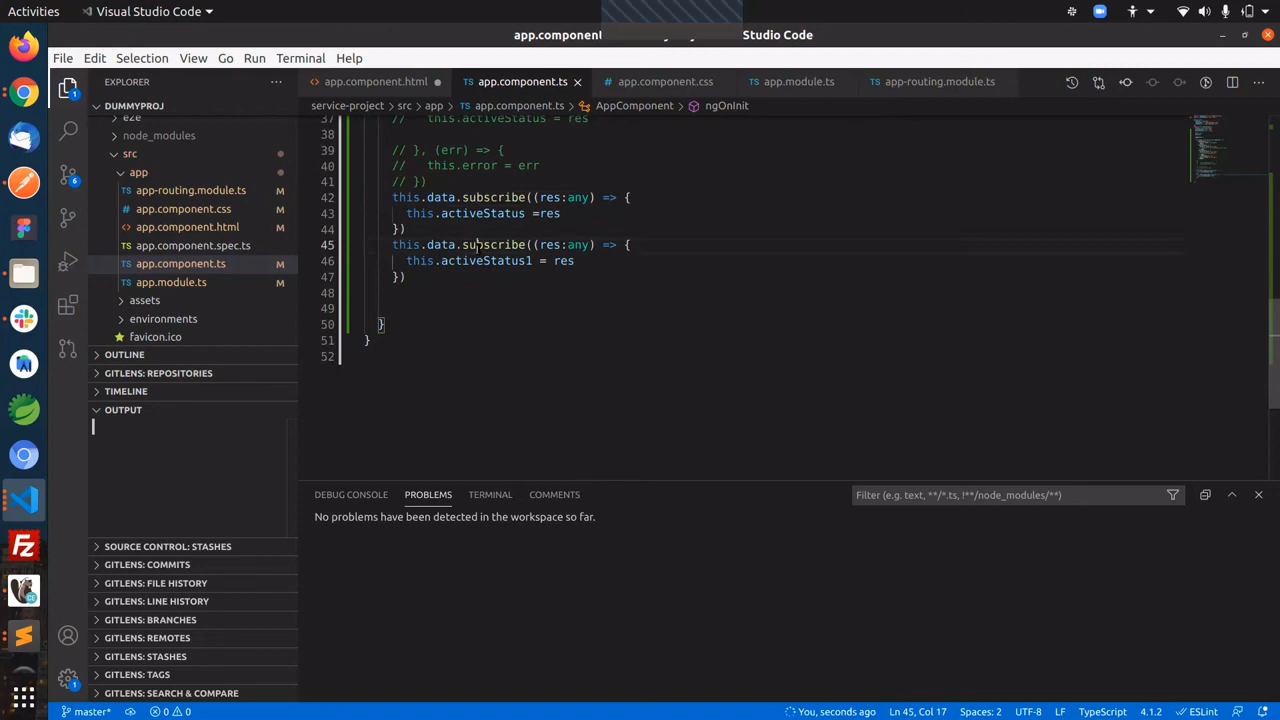 Activities
Visual Studio Code
app.component
Studio Code
File Edit Selection View Go Run Terminal Help
EXPLORER
app.component.html
app.component.ts
app.component.css
app.module.ts
app-routing.module.ts
DUMMYPROJ
service-project > src > app > app.component.ts > AppComponent > ngOnInit
e2e
node_modules
src
app
app-routing.module.ts M
app.component.css M
app.component.html M
app.component.spec.ts
app.component.ts M
app.module.ts M
assets
environments
favicon.ico
OUTLINE
GITLENS: REPOSITORIES
TIMELINE
OUTPUT
SOURCE CONTROL: STASHES
GITLENS: COMMITS
GITLENS: FILE HISTORY
GITLENS: LINE HISTORY
GITLENS: BRANCHES
GITLENS: REMOTES
GITLENS: STASHES
GITLENS: TAGS
GITLENS: SEARCH & COMPARE
37 // this.activeStatus = res
38
39 // }, (err) => {
40 // this.error = err
41 // })
42 this.data.subscribe((res:any) => {
43 this.activeStatus =res
44 })
45 this.data.subscribe((res:any) => {
46 this.activeStatus1 = res
47 })
48
49
50 }
51 }
52
DEBUG CONSOLE PROBLEMS TERMINAL COMMENTS
Filter (e.g. text, **/*.ts, !**/node_modules/**)
No problems have been detected in the workspace so far.
6
1
CE
master* 0 0
You, seconds ago Ln 45, Col 17 Spaces: 2 UTF-8 LF TypeScript 4.1.2 ESLint